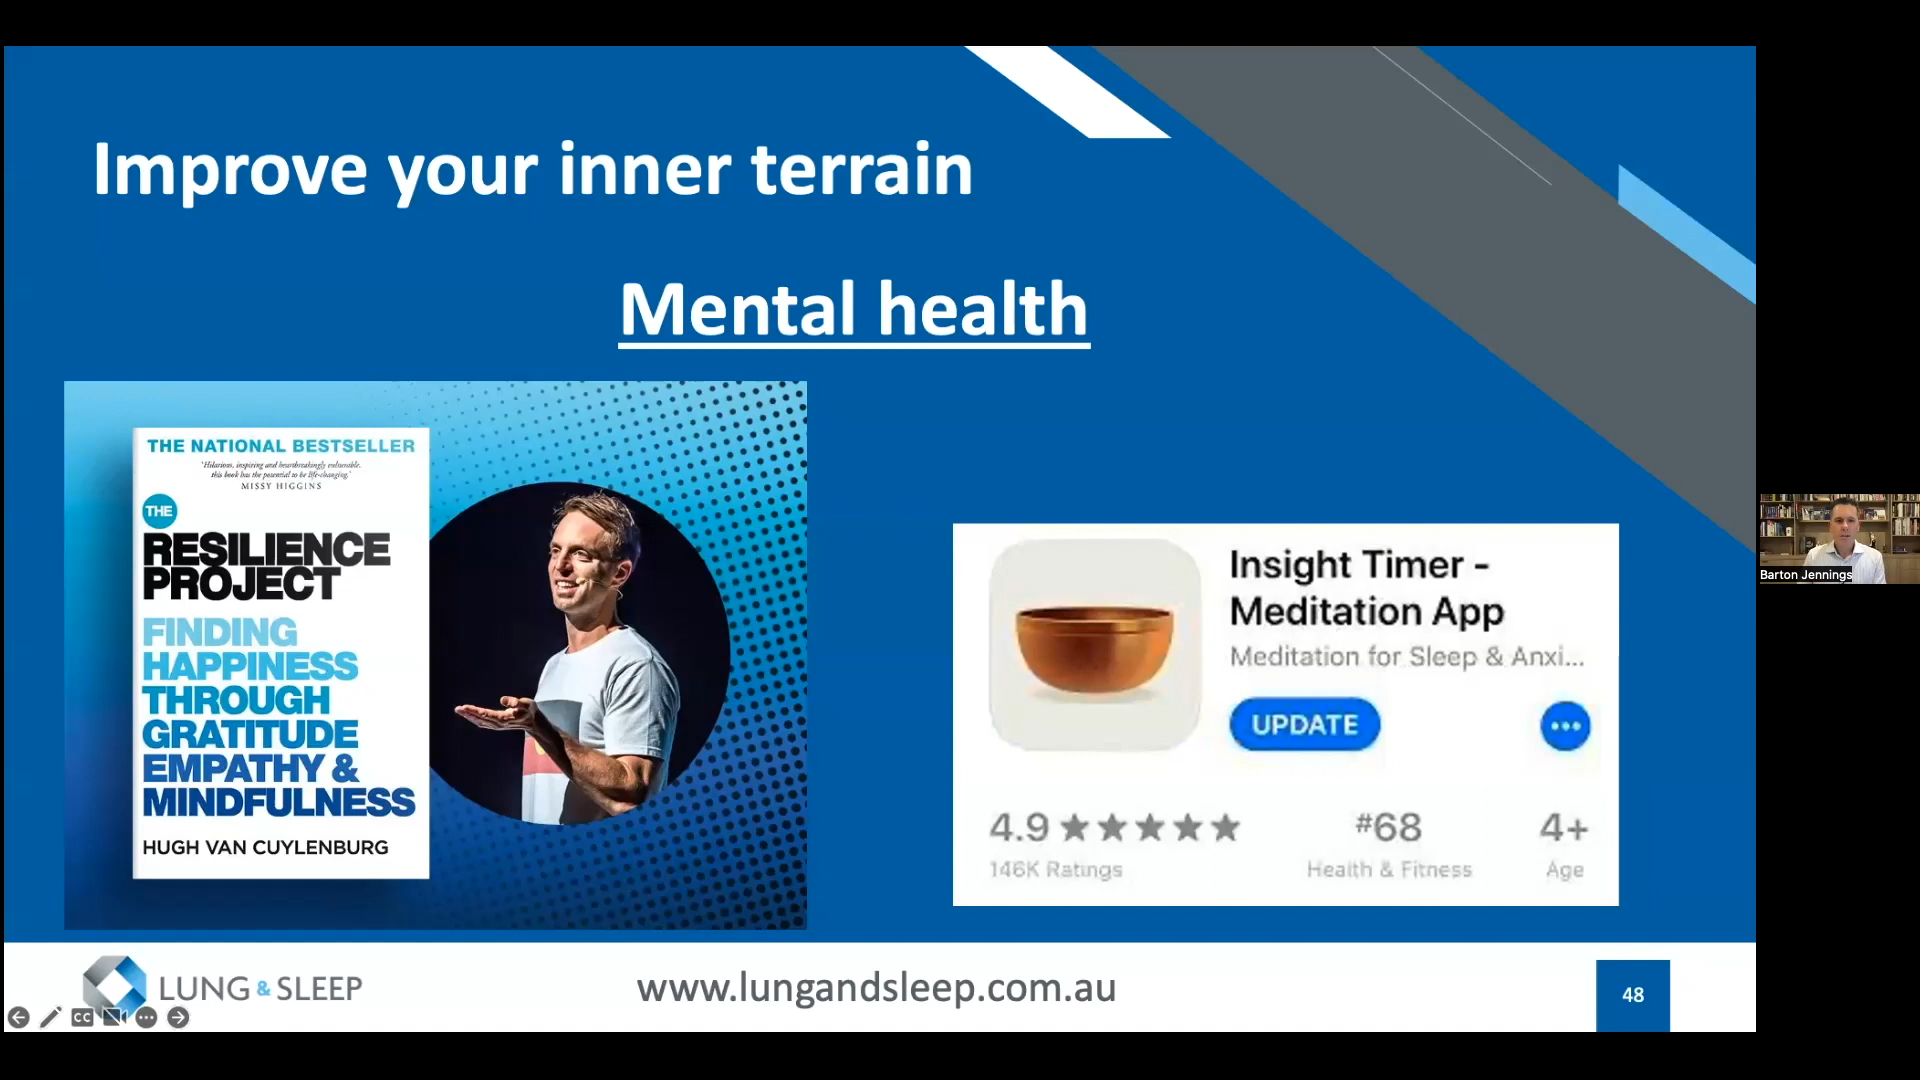 Improve your inner terrain
Mental health
THE NATIONAL BESTSELLER
'Hilarious, inspiring and heartbreakingly vulnerable,
this book has the potential to be life-changing.'
MISSY HIGGINS
THE
RESILIENCE
PROJECT
FINDING
HAPPINESS
THROUGH
GRATITUDE
EMPATHY &
MINDFULNESS
HUGH VAN CUYLENBURG
Insight Timer -
Meditation App
Meditation for Sleep & Anxi...
UPDATE
4.9 ★★★★★
#68
4+
146K Ratings
Health & Fitness
Age
Barton Jennings
LUNG & SLEEP
www.lungandsleep.com.au
48
CC